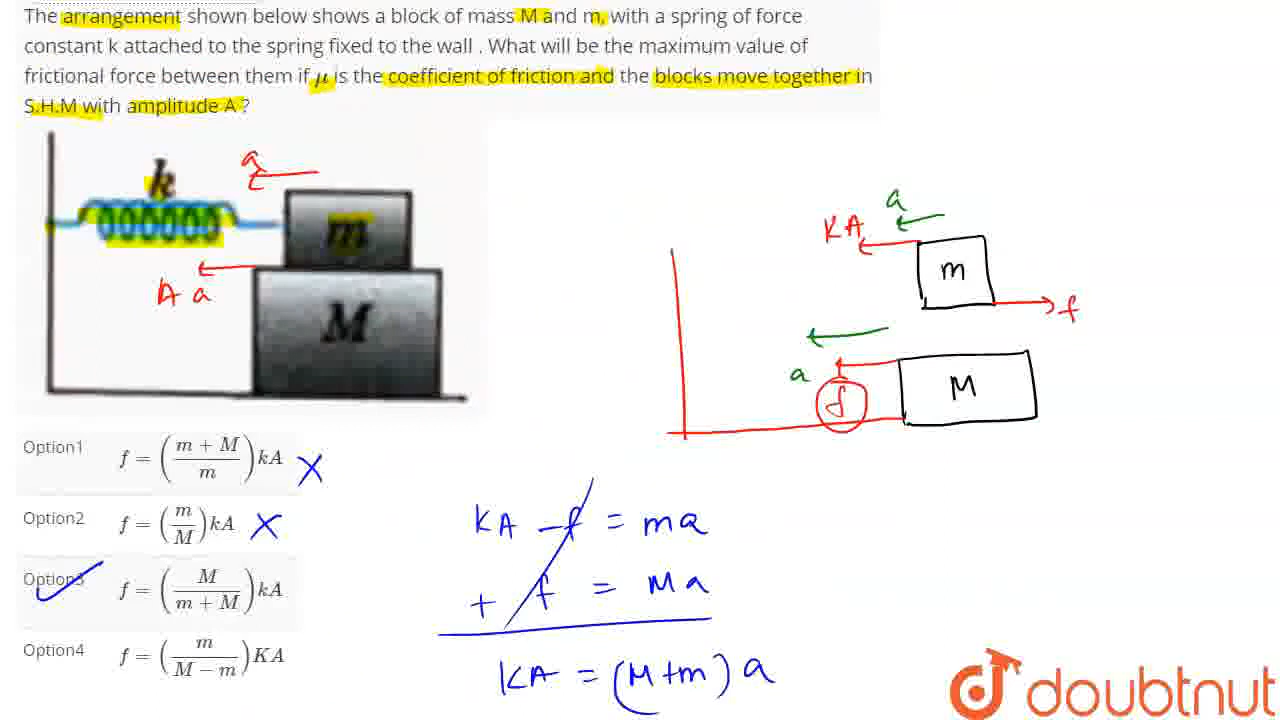 The arrangement shown below shows a block of mass M and m, with a spring of force
constant k attached to the spring fixed to the wall . What will be the maximum value of
frictional force between them if μ is the coefficient of friction and the blocks move together in
S.H.M with amplitude A ?
k
a
m
A a
M
a
KA
m
f
a
f
M
Option1 f = ((m + M)/m) kA X
Option2 f = (m/M) kA X
Option3 f = (M/(m + M)) kA
Option4 f = (m/(M − m)) KA
KA − f = ma
+ f = Ma
KA = (M+m) a
doubtnut